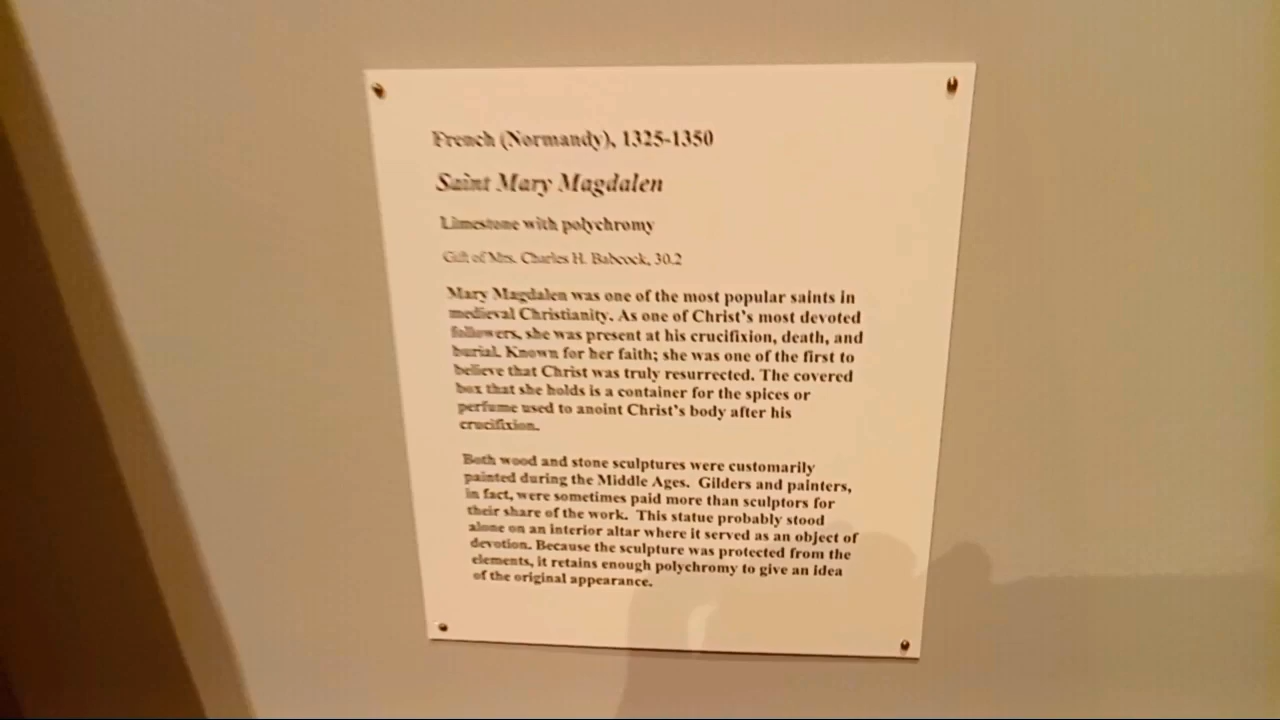 French (Normandy), 1325-1350
Saint Mary Magdalen
Limestone with polychromy
Gift of Mrs. Charles H. Babcock, 30.2
Mary Magdalen was one of the most popular saints in
medieval Christianity. As one of Christ's most devoted
followers, she was present at his crucifixion, death, and
burial. Known for her faith; she was one of the first to
believe that Christ was truly resurrected. The covered
box that she holds is a container for the spices or
perfume used to anoint Christ's body after his
crucifixion.
Both wood and stone sculptures were customarily
painted during the Middle Ages. Gilders and painters,
in fact, were sometimes paid more than sculptors for
their share of the work. This statue probably stood
alone on an interior altar where it served as an object of
devotion. Because the sculpture was protected from the
elements, it retains enough polychromy to give an idea
of the original appearance.